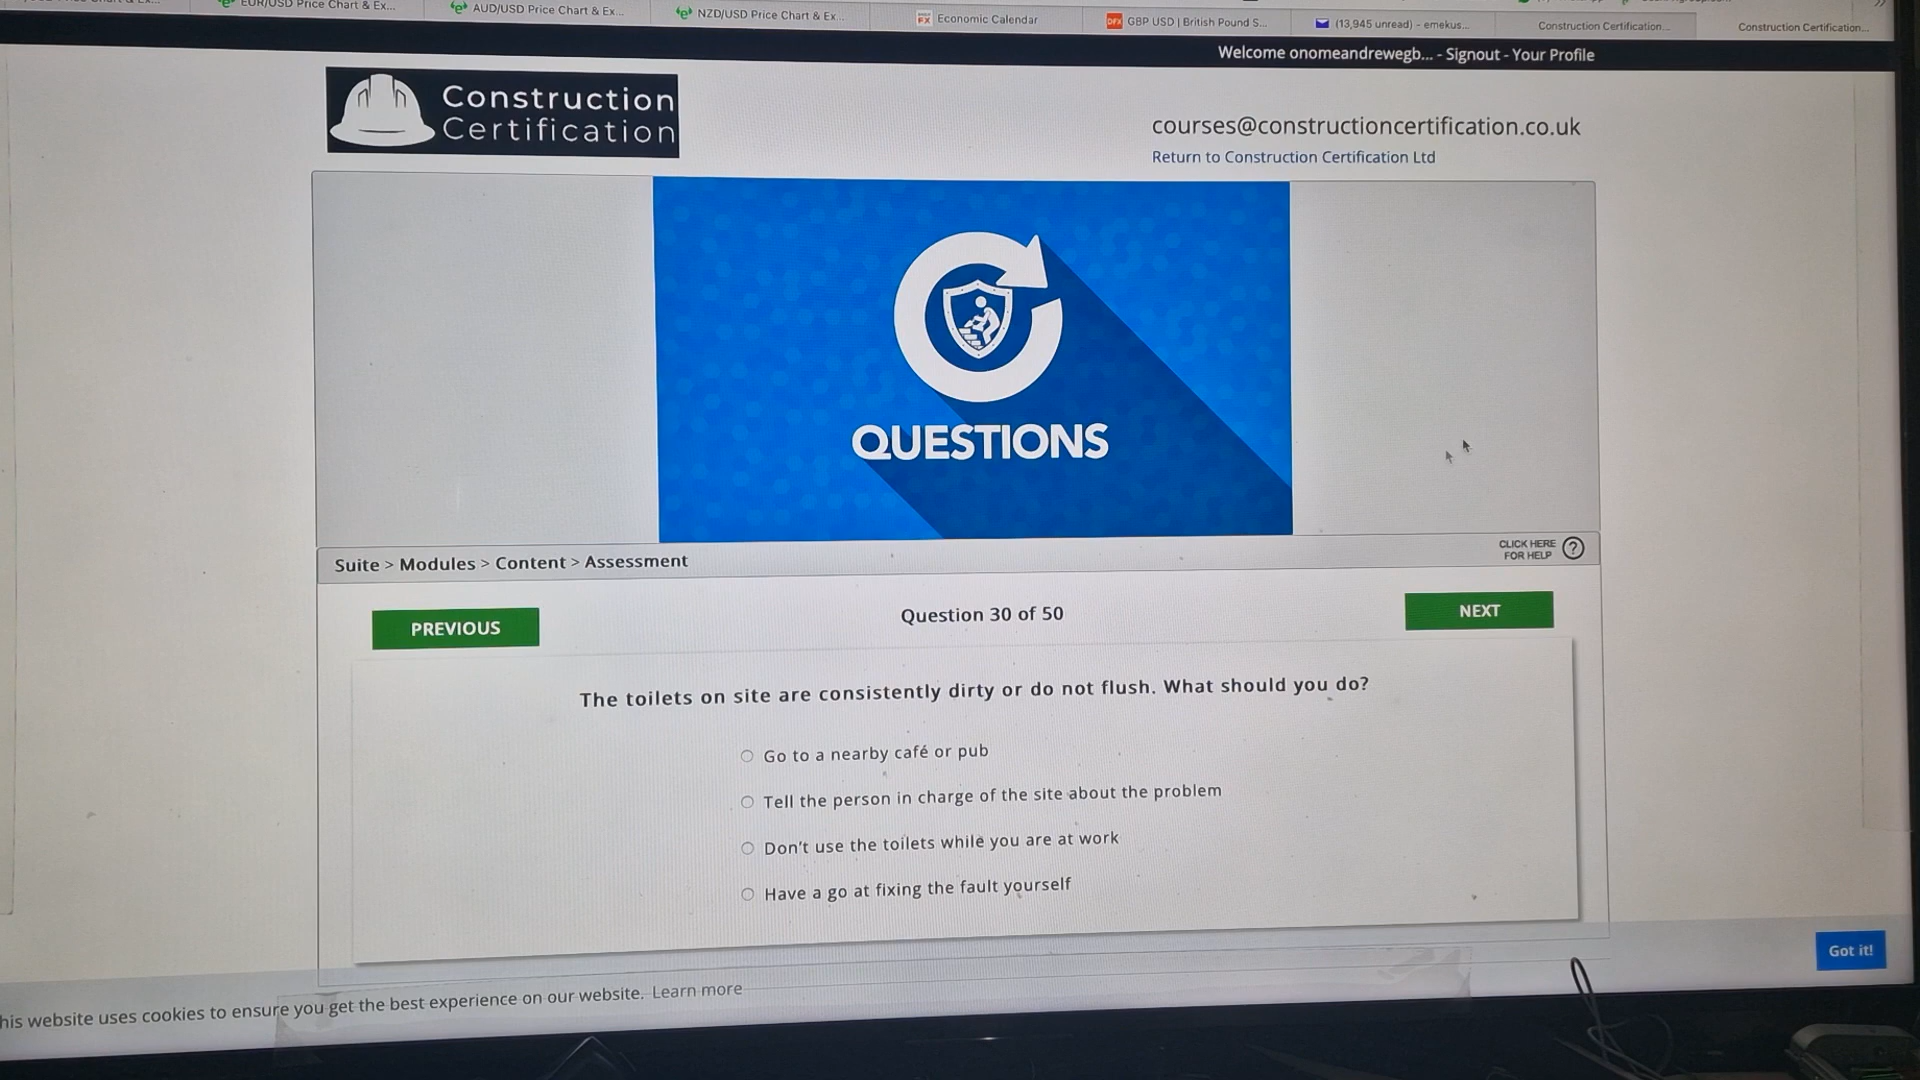 EUR/USD Price Chart & Ex...
AUD/USD Price Chart & Ex...
NZD/USD Price Chart & Ex...
Economic Calendar
GBP USD | British Pound S...
(13,945 unread) - emekus...
Construction Certification...
Construction Certification...
Welcome onomeandrewegb... - Signout - Your Profile
Construction
Certification
courses@constructioncertification.co.uk
Return to Construction Certification Ltd
QUESTIONS
Suite > Modules > Content > Assessment
CLICK HERE
FOR HELP
?
PREVIOUS
Question 30 of 50
NEXT
The toilets on site are consistently dirty or do not flush. What should you do?
Go to a nearby café or pub
Tell the person in charge of the site about the problem
Don't use the toilets while you are at work
Have a go at fixing the fault yourself
Got it!
his website uses cookies to ensure you get the best experience on our website. Learn more